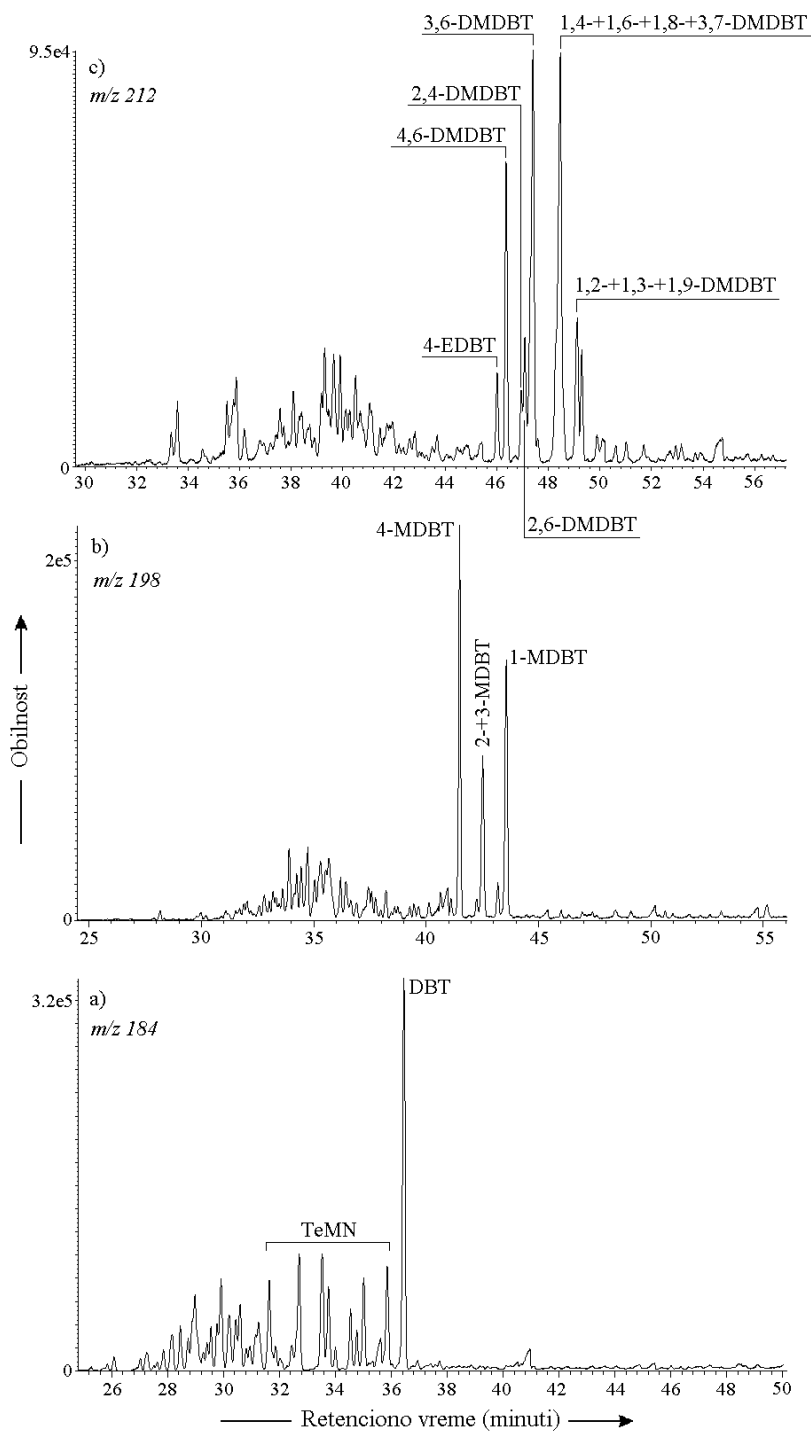 3,6-DMDBT
1,4-+1,6-+1,8-+3,7-DMDBT
9.5e4
c)
m/z 212
2,4-DMDBT
4,6-DMDBT
1,2-+1,3-+1,9-DMDBT
4-EDBT
0
30 32 34 36 38 40 42 44 46 48 50 52 54 56
2,6-DMDBT
b)
m/z 198
4-MDBT
2e5
2-+3-MDBT
1-MDBT
0
25 30 35 40 45 50 55
Obilnost
a)
m/z 184
DBT
3.2e5
TeMN
0
26 28 30 32 34 36 38 40 42 44 46 48 50
Retenciono vreme (minuti)